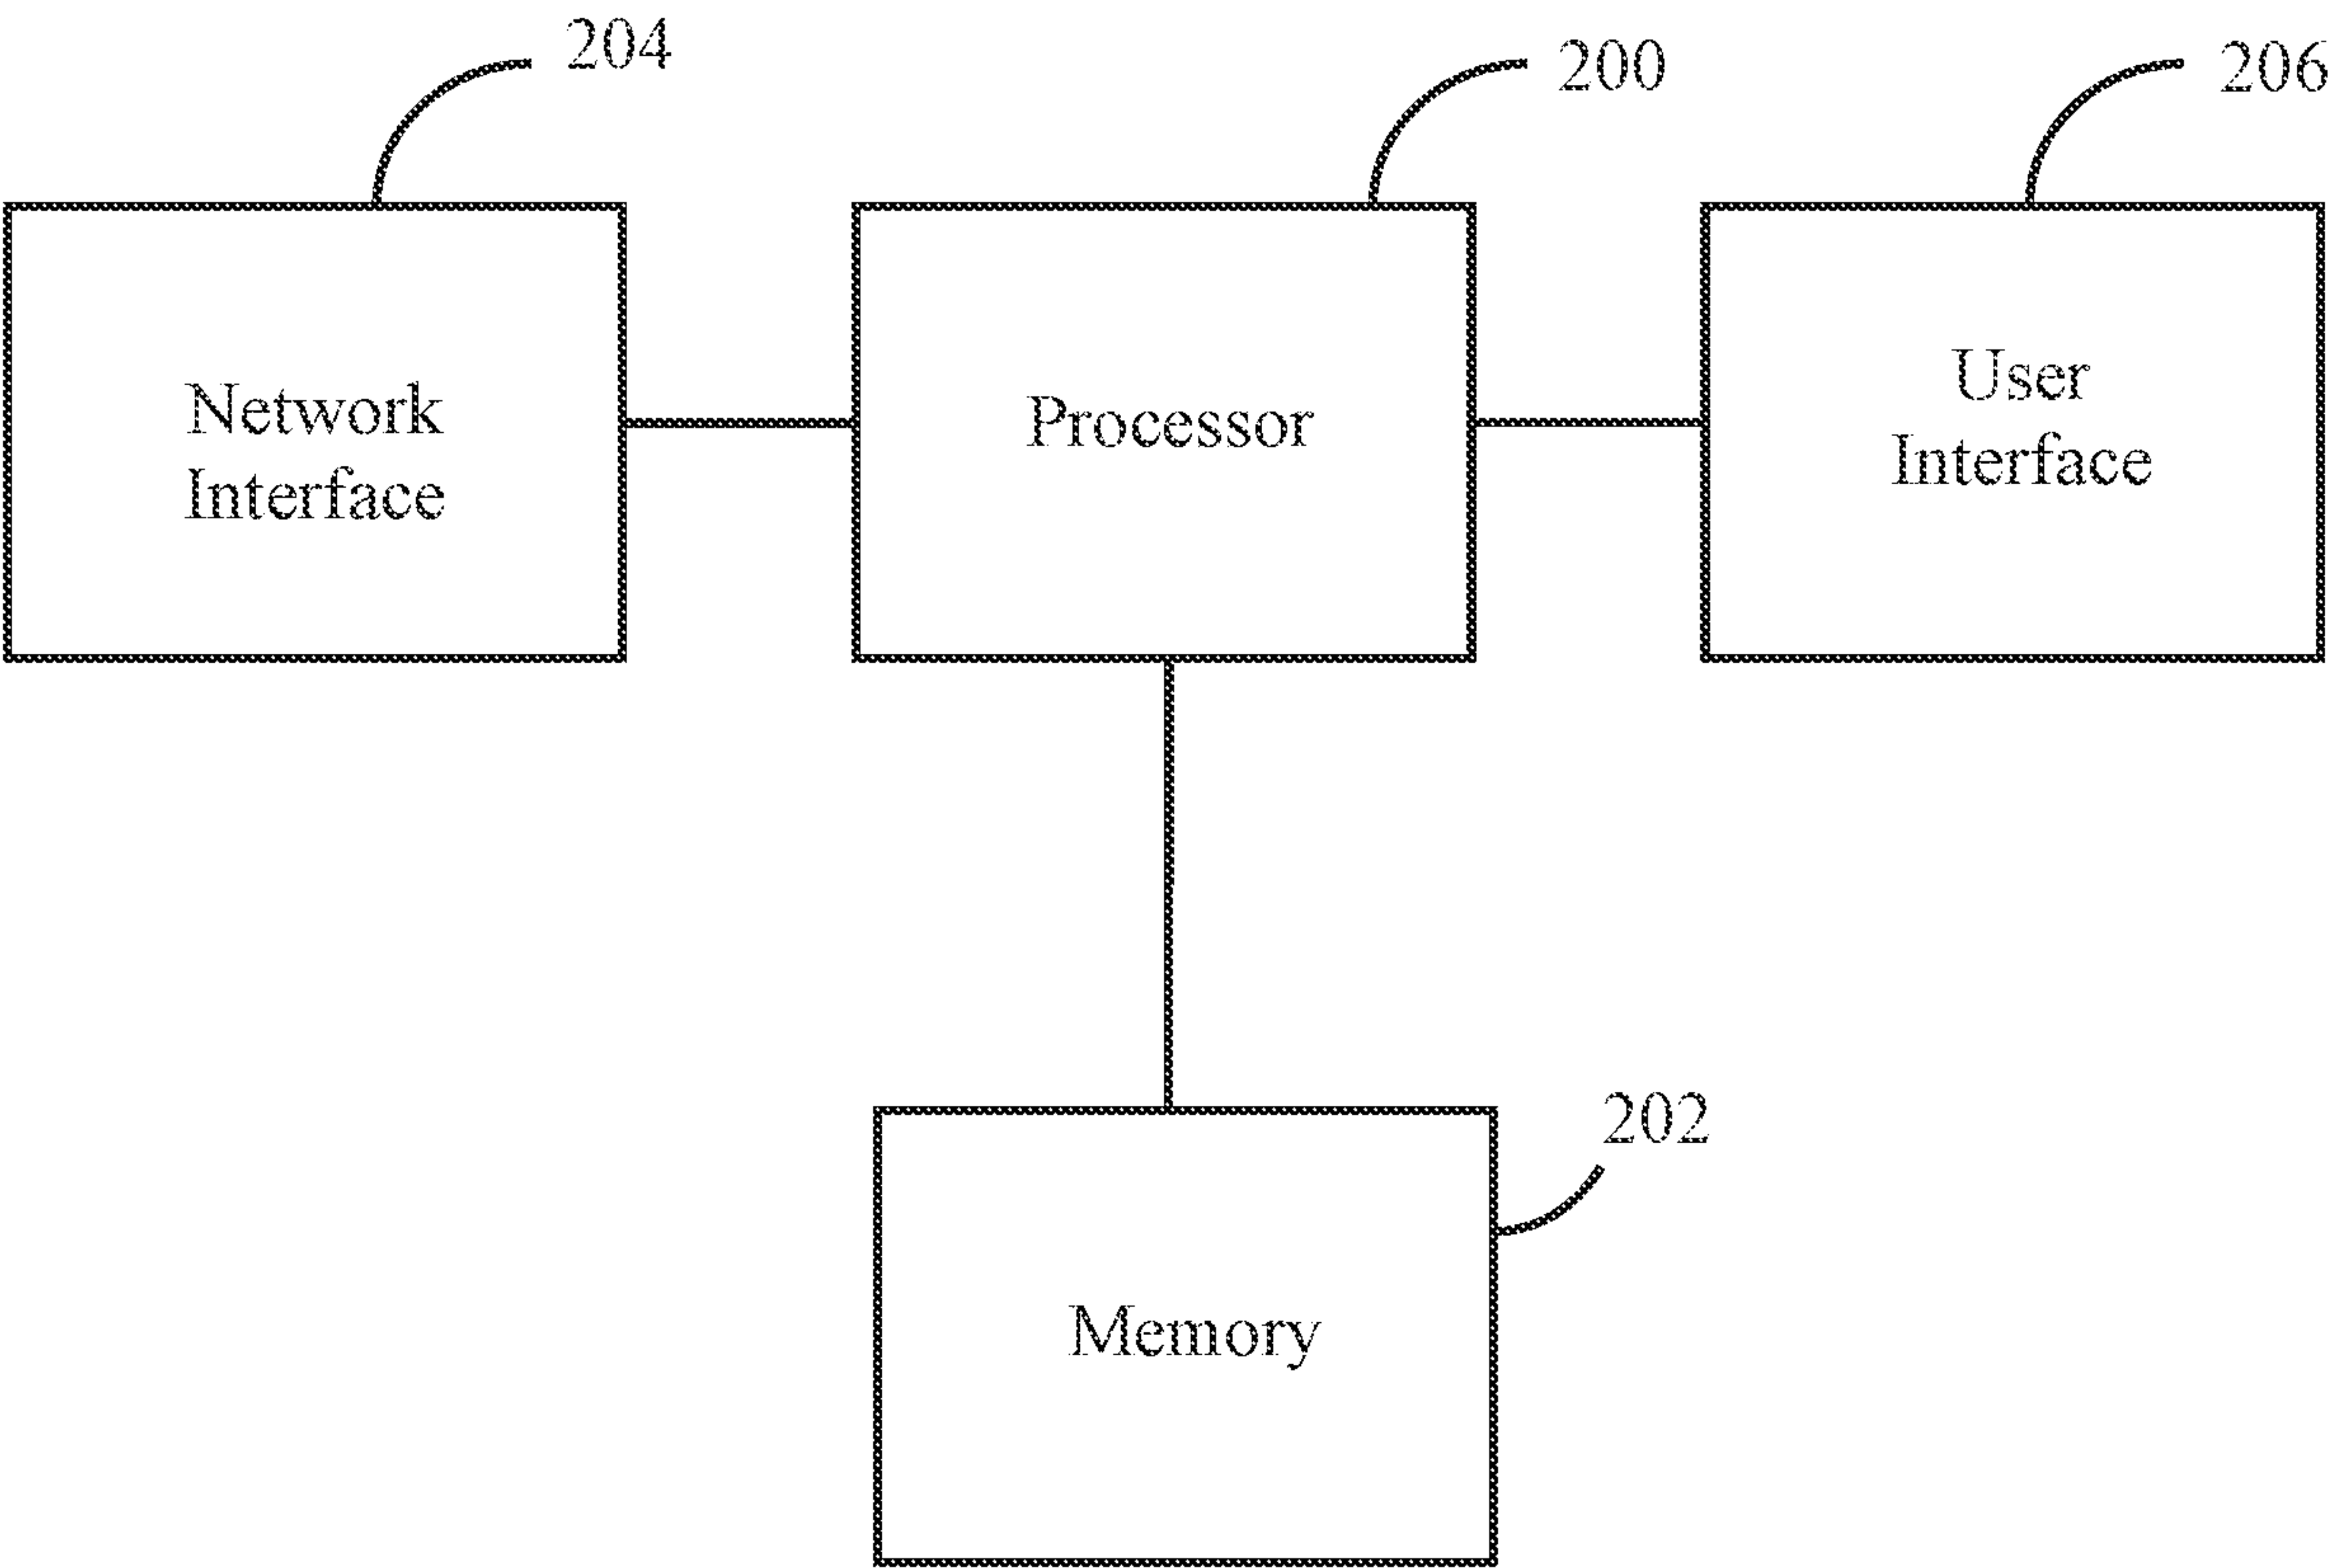 204
200
206
Network
Interface
Processor
User
Interface
202
Memory